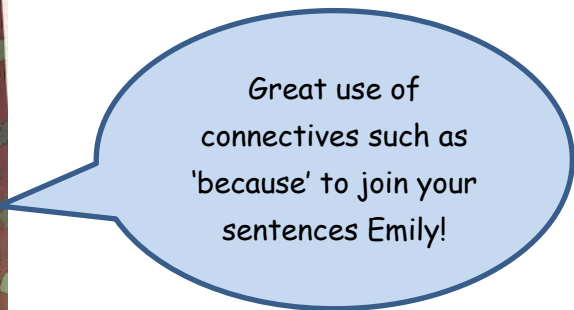 Great use of
connectives such as
‘because’ to join your
sentences Emily!